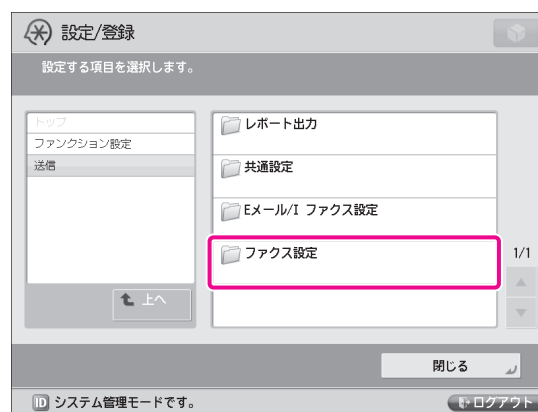 設定/登録
設定する項目を選択します。
トップ
ファンクション設定
送信
上へ
レポート出力
共通設定
Eメール/I ファクス設定
ファクス設定
1/1
閉じる
ID システム管理モードです。
ログアウト